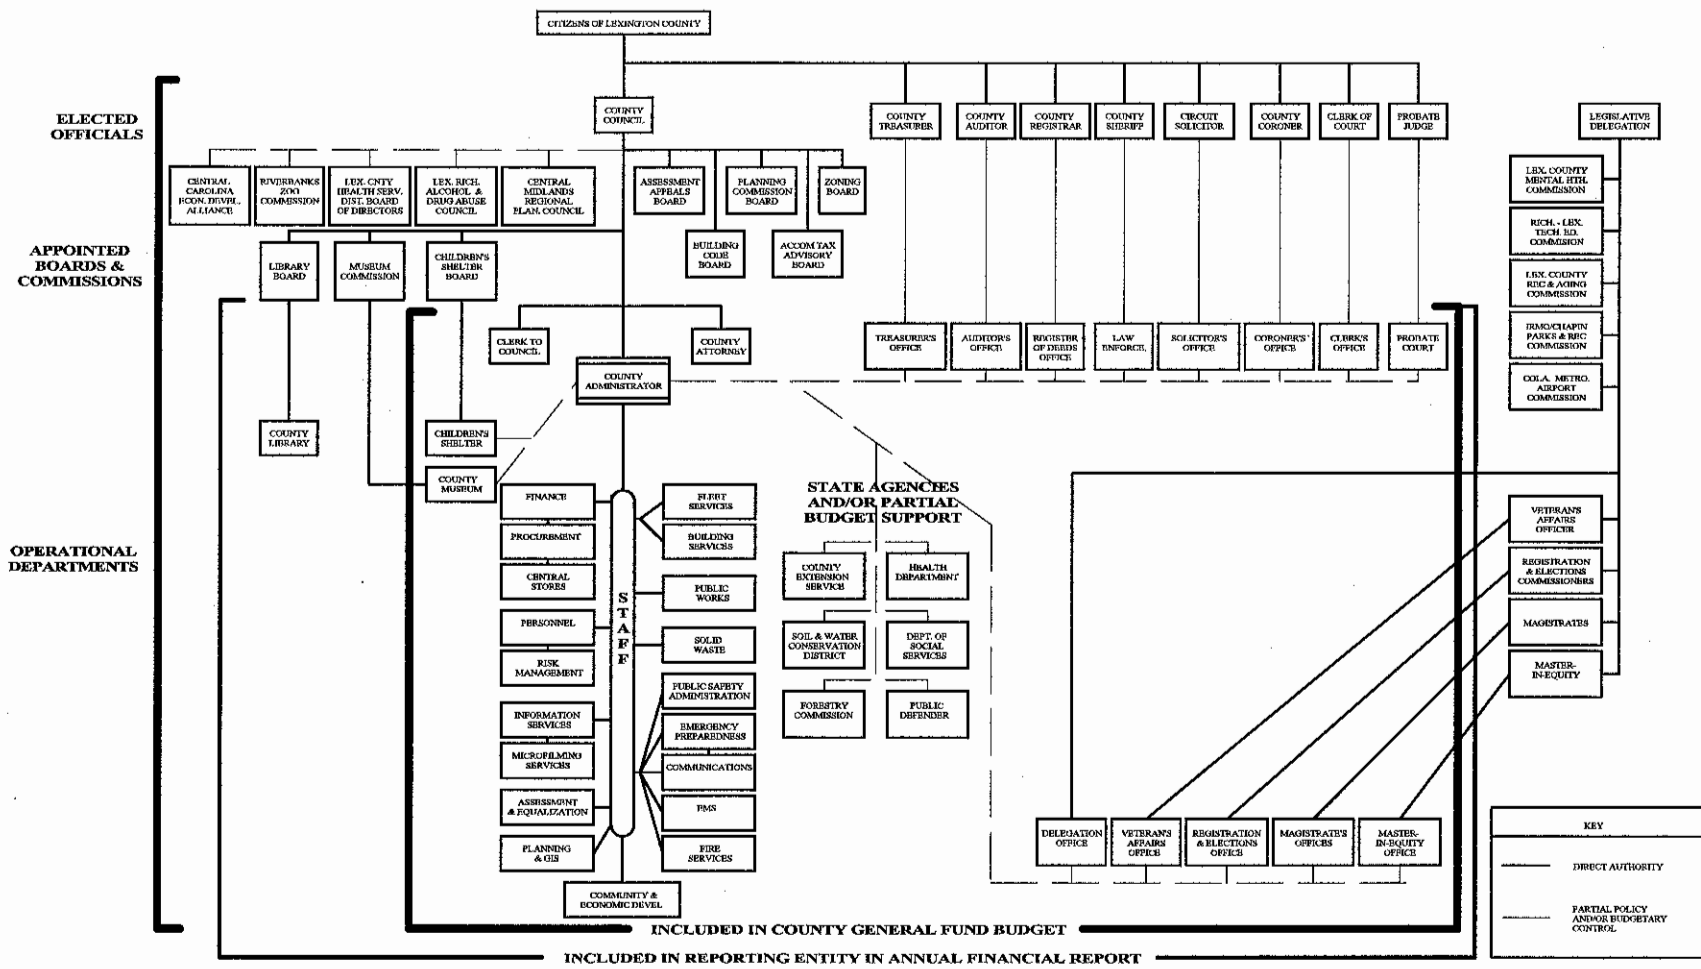 CITIZENS OF LEXINGTON COUNTY
ELECTED
OFFICIALS
COUNTY
COUNCIL
COUNTY
TREASURER
COUNTY
AUDITOR
COUNTY
REGISTRAR
COUNTY
SHERIFF
CIRCUIT
SOLICITOR
COUNTY
CORONER
CLERK OF
COURT
PROBATE
JUDGE
LEGISLATIVE
DELEGATION
CENTRAL
CAROLINA
ECON. DEVEL.
ALLIANCE
RIVERBANKS
ZOO
COMMISSION
LEX. CNTY
HEALTH SERV.
DIST. BOARD
OF DIRECTORS
LEX. RICH.
ALCOHOL &
DRUG ABUSE
COUNCIL
CENTRAL
MIDLANDS
REGIONAL
PLAN. COUNCIL
ASSESSMENT
APPEALS
BOARD
PLANNING
COMMISSION
BOARD
ZONING
BOARD
LEX. COUNTY
MENTAL HTH.
COMMISSION
RICH. - LEX.
TECH. ED.
COMMISION
LEX. COUNTY
REC & AGING
COMMISSION
IRMO/CHAPIN
PARKS & REC
COMMISSION
COLA. METRO.
AIRPORT
COMMISSION
APPOINTED
BOARDS &
COMMISSIONS
LIBRARY
BOARD
MUSEUM
COMMISSION
CHILDREN'S
SHELTER
BOARD
BUILDING
CODE
BOARD
ACCOM TAX
ADVISORY
BOARD
CLERK TO
COUNCIL
COUNTY
ATTORNEY
TREASURER'S
OFFICE
AUDITOR'S
OFFICE
REGISTER
OF DEEDS
OFFICE
LAW
ENFORCE.
SOLICITOR'S
OFFICE
CORONER'S
OFFICE
CLERK'S
OFFICE
PROBATE
COURT
COUNTY
ADMINISTRATOR
COUNTY
LIBRARY
CHILDREN'S
SHELTER
COUNTY
MUSEUM
OPERATIONAL
DEPARTMENTS
STAFF
FINANCE
PROCUREMENT
CENTRAL
STORES
PERSONNEL
RISK
MANAGEMENT
INFORMATION
SERVICES
MICROFILMING
SERVICES
ASSESSMENT
& EQUALIZATION
PLANNING
& GIS
FLEET
SERVICES
BUILDING
SERVICES
PUBLIC
WORKS
SOLID
WASTE
PUBLIC SAFETY
ADMINISTRATION
EMERGENCY
PREPAREDNESS
COMMUNICATIONS
EMS
FIRE
SERVICES
COMMUNITY &
ECONOMIC DEVEL
STATE AGENCIES
AND/OR PARTIAL
BUDGET SUPPORT
COUNTY
EXTENSION
SERVICE
HEALTH
DEPARTMENT
SOIL & WATER
CONSERVATION
DISTRICT
DEPT. OF
SOCIAL
SERVICES
FORESTRY
COMMISSION
PUBLIC
DEFENDER
VETERAN'S
AFFAIRS
OFFICER
REGISTRATION
& ELECTIONS
COMMISSIONERS
MAGISTRATES
MASTER-
IN-EQUITY
DELEGATION
OFFICE
VETERAN'S
AFFAIRS
OFFICE
REGISTRATION
& ELECTIONS
OFFICE
MAGISTRATE'S
OFFICES
MASTER-
IN-EQUITY
OFFICE
KEY
DIRECT AUTHORITY
PARTIAL POLICY
AND/OR BUDGETARY
CONTROL
INCLUDED IN COUNTY GENERAL FUND BUDGET
INCLUDED IN REPORTING ENTITY IN ANNUAL FINANCIAL REPORT